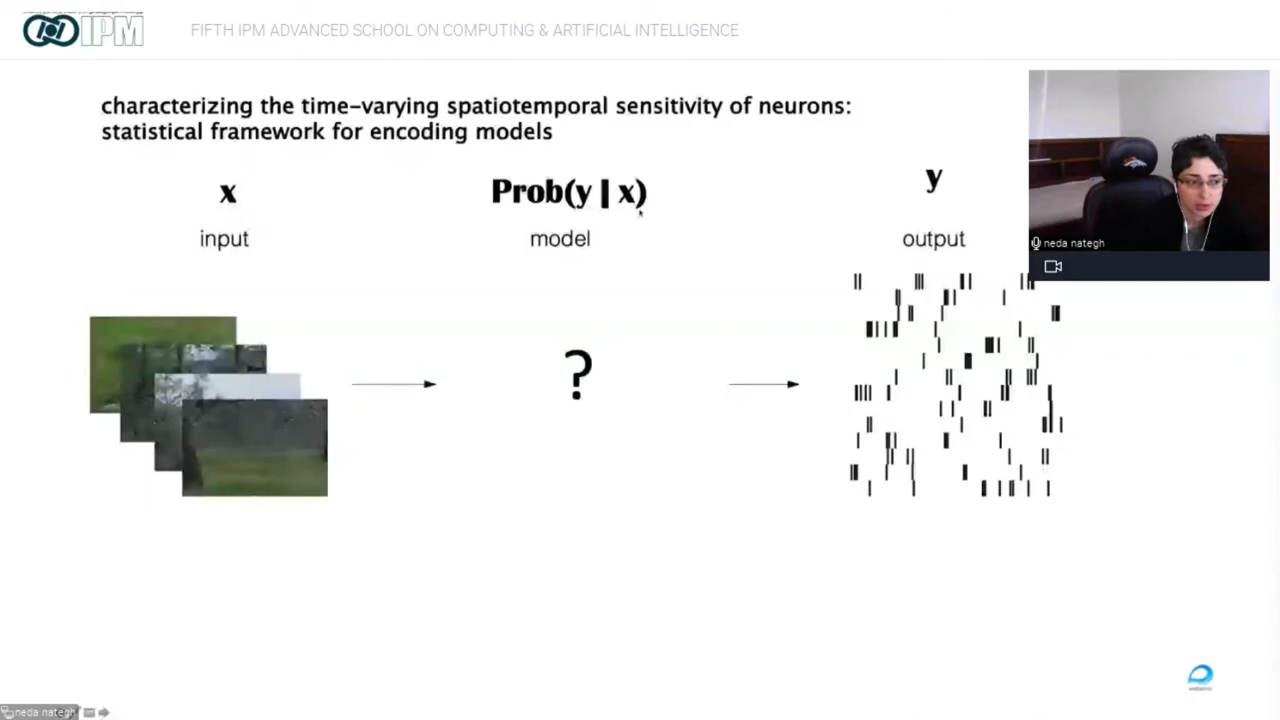 IPM
FIFTH IPM ADVANCED SCHOOL ON COMPUTING & ARTIFICIAL INTELLIGENCE
characterizing the time-varying spatiotemporal sensitivity of neurons:
statistical framework for encoding models
x
Prob(y | x)
y
input
model
output
?
neda nategh
neda nategh